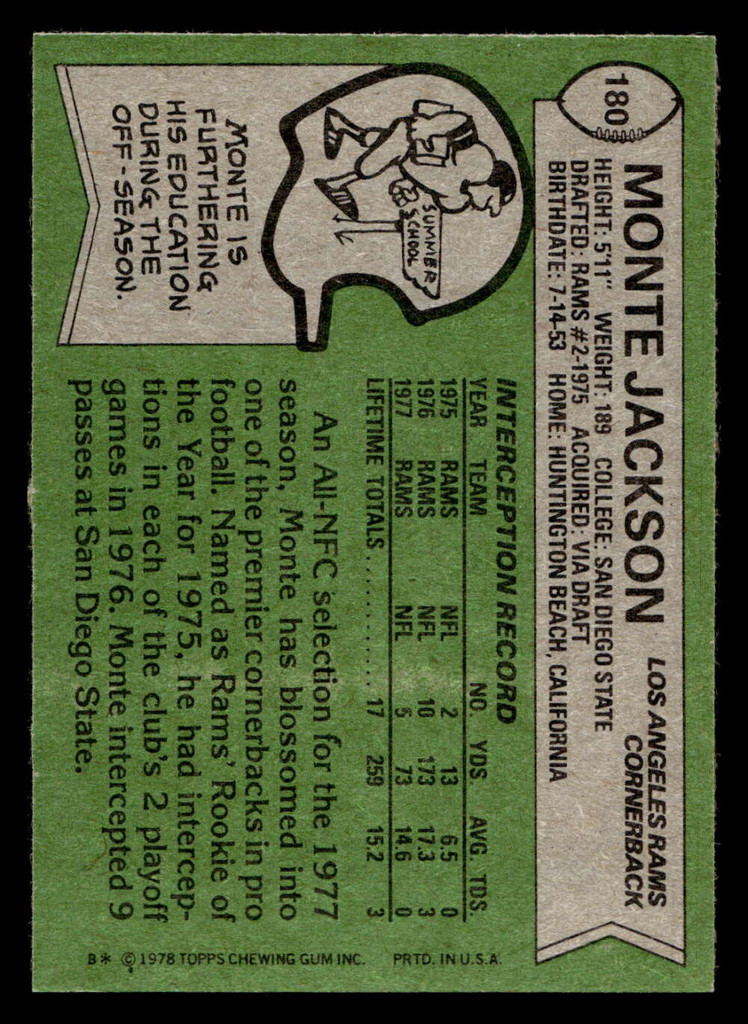 180
MONTE JACKSON
LOS ANGELES RAMS
CORNERBACK
HEIGHT: 5'11" WEIGHT: 189 COLLEGE: SAN DIEGO STATE
DRAFTED: RAMS #2-1975 ACQUIRED: VIA DRAFT
BIRTHDATE: 7-14-53 HOME: HUNTINGTON BEACH, CALIFORNIA
SUMMER
SCHOOL
MONTE IS
FURTHERING
HIS EDUCATION
DURING THE
OFF-SEASON.
INTERCEPTION RECORD
YEAR TEAM NO. YDS. AVG. TDS.
1975 RAMS NFL 2 13 6.5 0
1976 RAMS NFL 10 173 17.3 3
1977 RAMS NFL 5 73 14.6 0
LIFETIME TOTALS ............ 17 259 15.2 3
An All-NFC selection for the 1977
season, Monte has blossomed into
one of the premier cornerbacks in pro
football. Named as Rams' Rookie of
the Year for 1975, he had intercep-
tions in each of the club's 2 playoff
games in 1976. Monte intercepted 9
passes at San Diego State.
B* © 1978 TOPPS CHEWING GUM INC. PRTD. IN U.S.A.